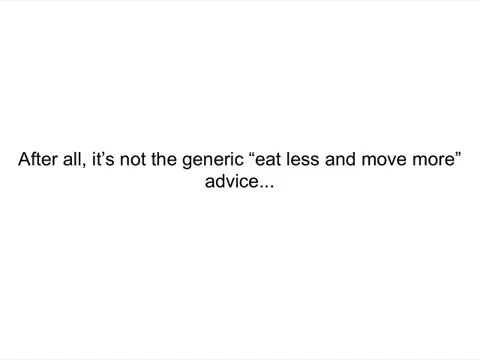 After all, it’s not the generic “eat less and move more”
advice...